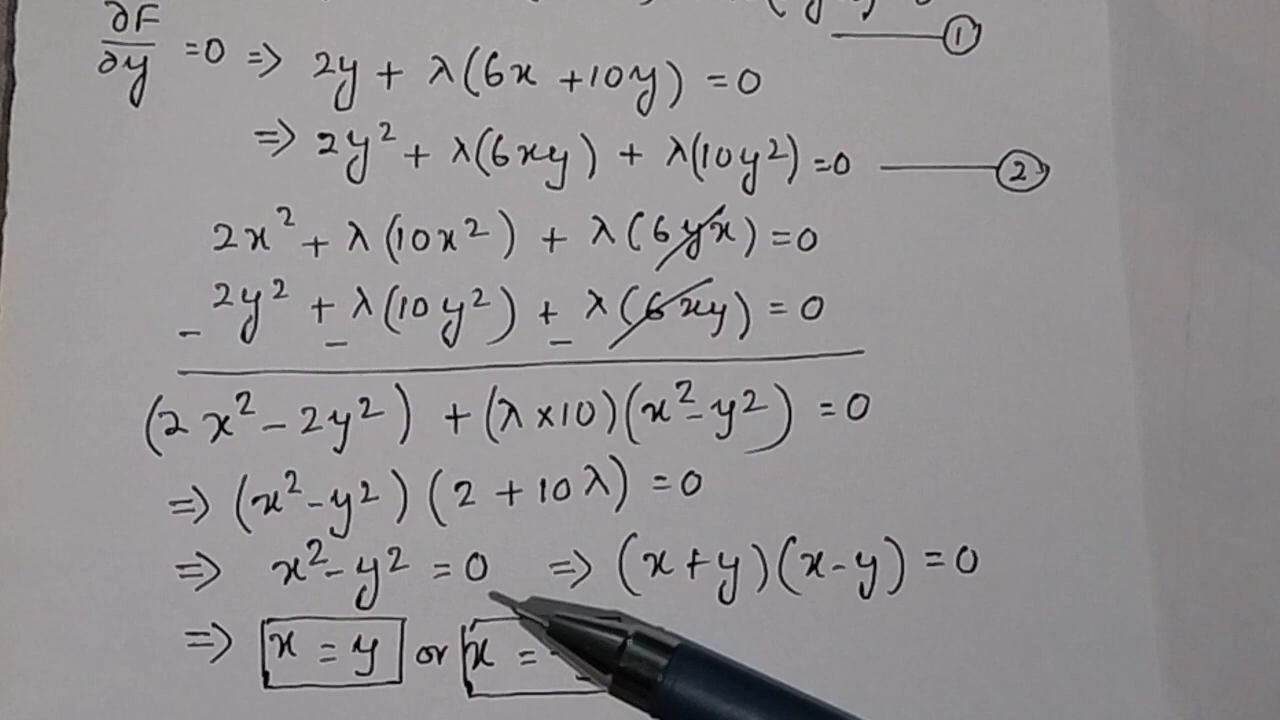 ①
∂F/∂y = 0 ⇒ 2y + λ(6x + 10y) = 0
⇒ 2y² + λ(6xy) + λ(10y²) = 0 —— ②
2x² + λ(10x²) + λ(6yx) = 0
- 2y² + λ(10y²) + λ(6xy) = 0
- -
(2x² - 2y²) + (λ×10)(x² - y²) = 0
⇒ (x² - y²)(2 + 10λ) = 0
⇒ x² - y² = 0 ⇒ (x + y)(x - y) = 0
⇒ x = y or x =